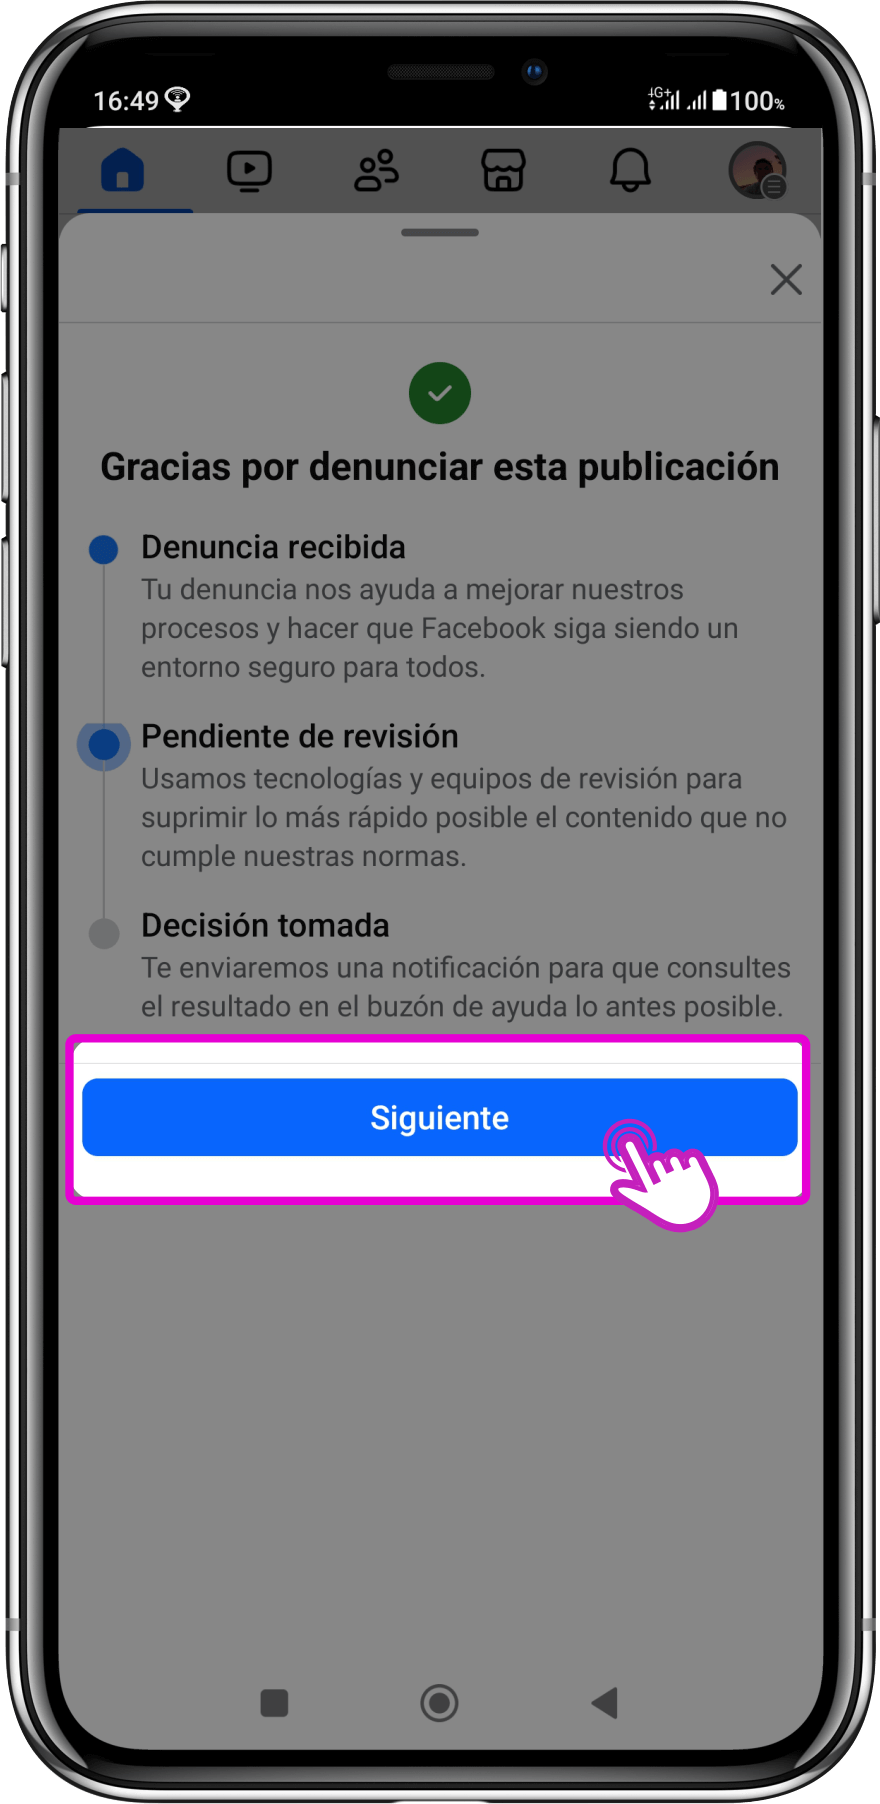 16:49
4G+ 100%
Gracias por denunciar esta publicación
Denuncia recibida
Tu denuncia nos ayuda a mejorar nuestros
procesos y hacer que Facebook siga siendo un
entorno seguro para todos.
Pendiente de revisión
Usamos tecnologías y equipos de revisión para
suprimir lo más rápido posible el contenido que no
cumple nuestras normas.
Decisión tomada
Te enviaremos una notificación para que consultes
el resultado en el buzón de ayuda lo antes posible.
Siguiente